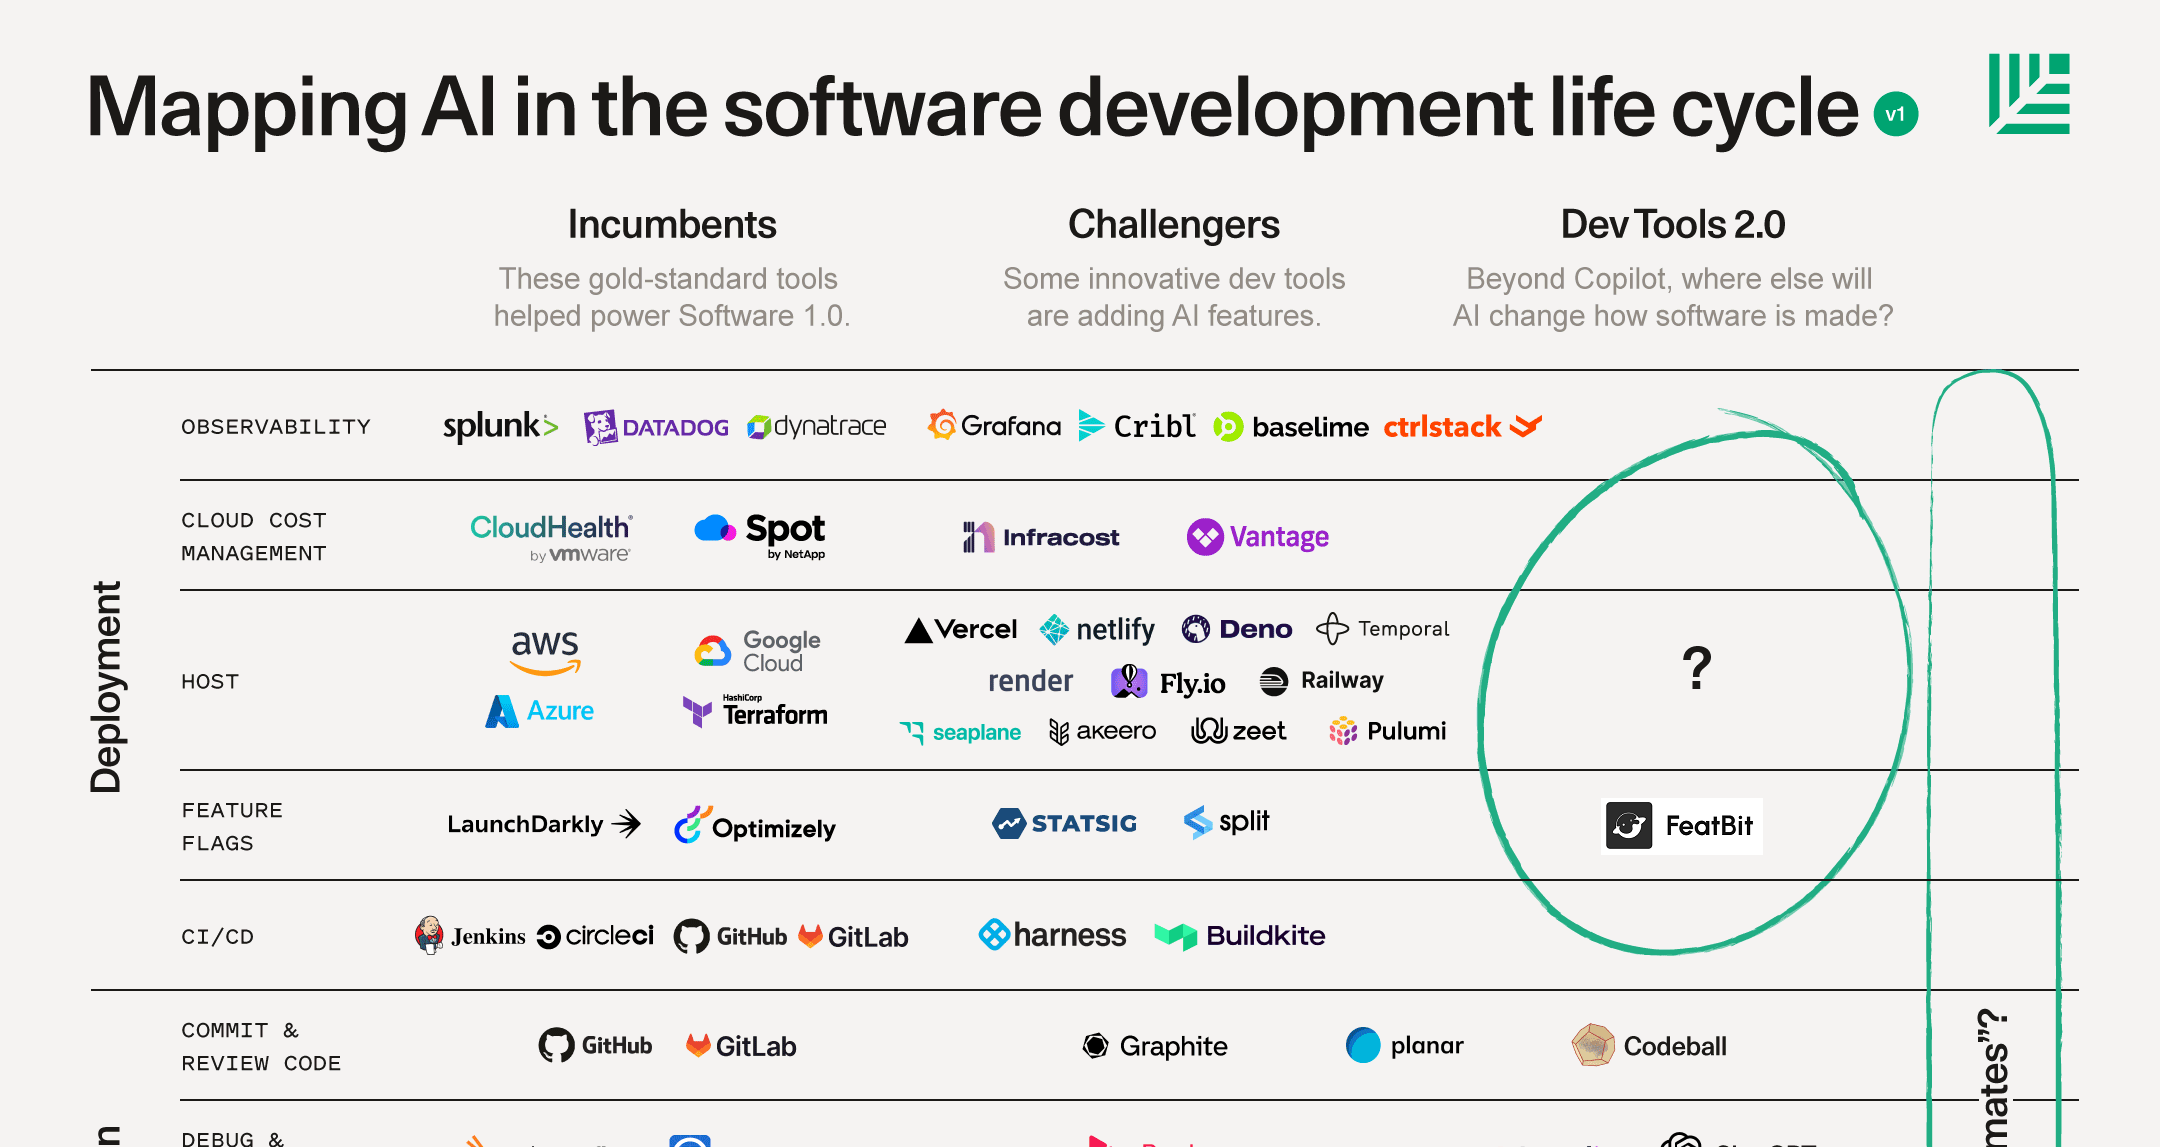 Mapping AI in the software development life cycle v1
Incumbents
These gold-standard tools
helped power Software 1.0.
Challengers
Some innovative dev tools
are adding AI features.
Dev Tools 2.0
Beyond Copilot, where else will
AI change how software is made?
Deployment
OBSERVABILITY
splunk> DATADOG dynatrace Grafana Cribl baselime ctrlstack
CLOUD COST
MANAGEMENT
CloudHealth®
by vmware®
Spot
by NetApp
Infracost Vantage
HOST
aws Google Cloud
Azure HashiCorp Terraform
Vercel netlify Deno Temporal
render Fly.io Railway
seaplane akeero zeet Pulumi
?
FEATURE
FLAGS
LaunchDarkly Optimizely STATSIG split FeatBit
CI/CD
Jenkins circleci GitHub GitLab harness Buildkite
COMMIT &
REVIEW CODE
GitHub GitLab Graphite planar Codeball
mates”?
DEBUG &